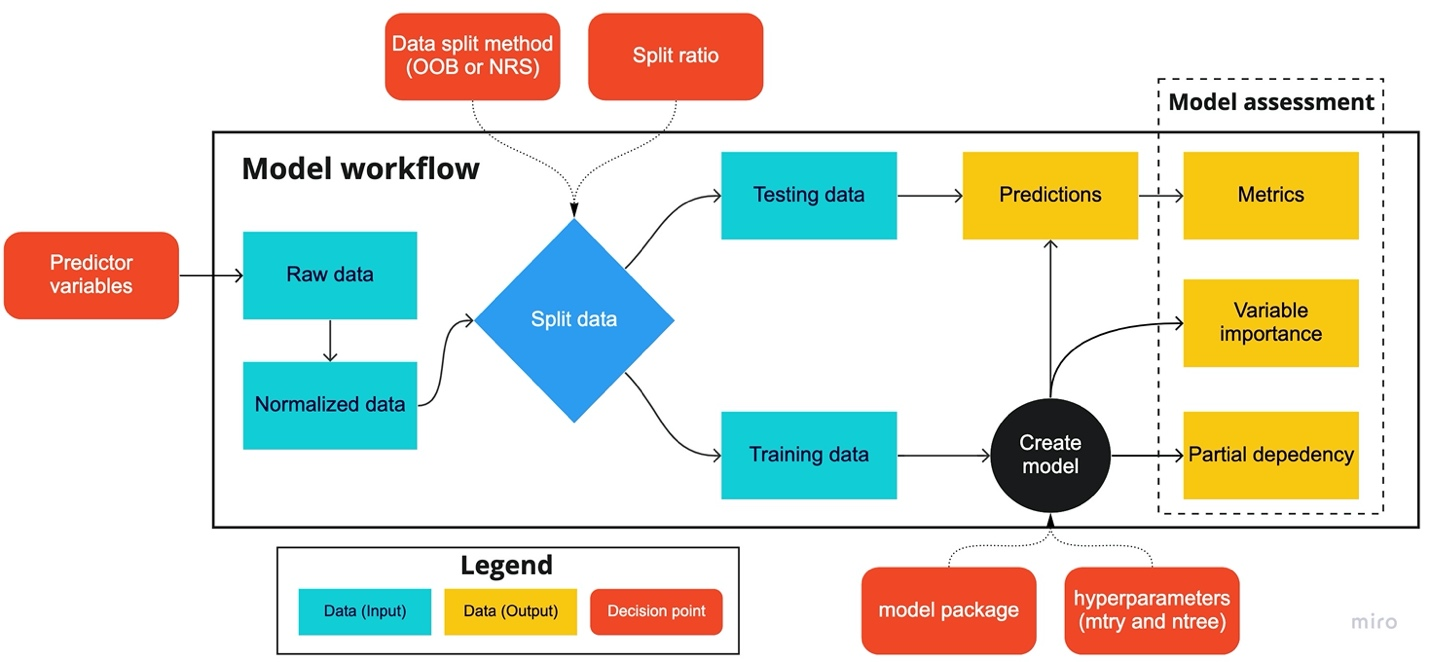 Data split method
(OOB or NRS)
Split ratio
Model assessment
Model workflow
Testing data
Predictions
Metrics
Predictor
variables
Raw data
Split data
Variable
importance
Normalized data
Training data
Create
model
Partial depedency
Legend
Data (Input)
Data (Output)
Decision point
model package
hyperparameters
(mtry and ntree)
miro